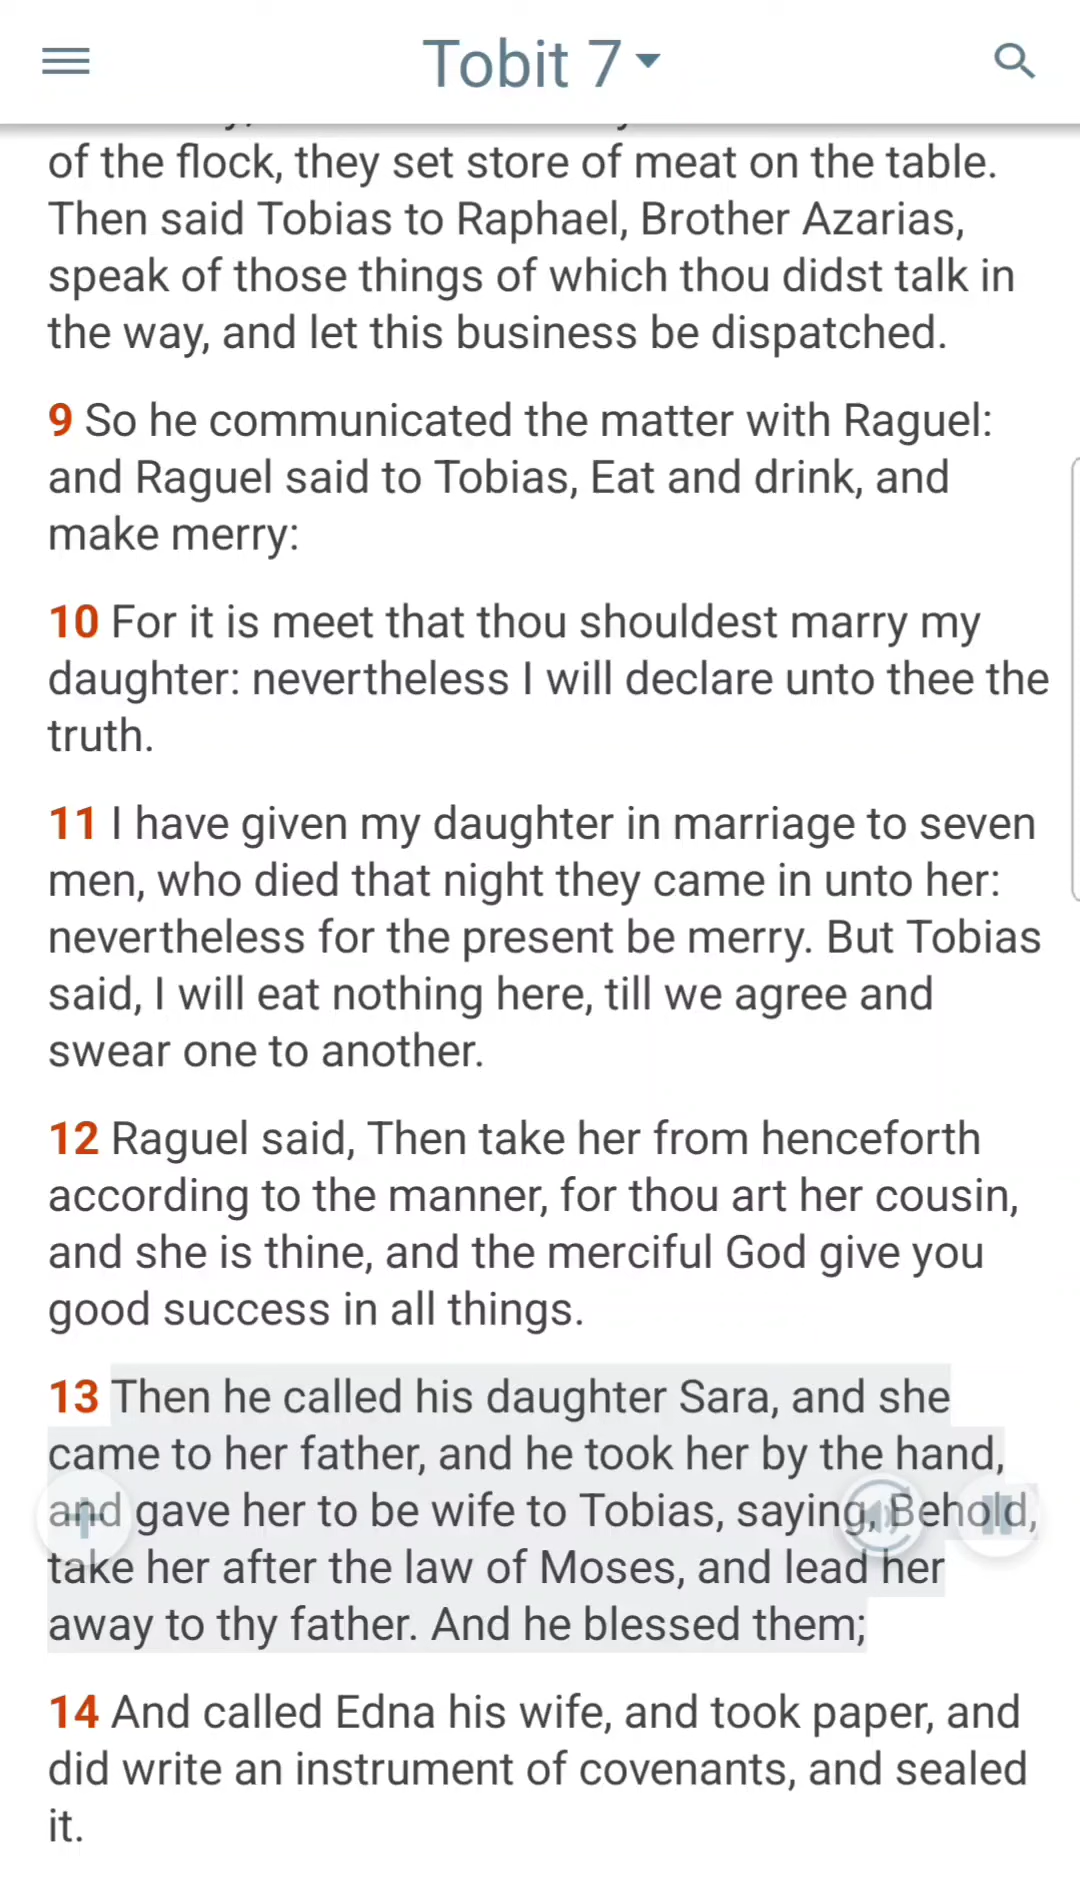 Tobit 7
of the flock, they set store of meat on the table.
Then said Tobias to Raphael, Brother Azarias,
speak of those things of which thou didst talk in
the way, and let this business be dispatched.
9 So he communicated the matter with Raguel:
and Raguel said to Tobias, Eat and drink, and
make merry:
10 For it is meet that thou shouldest marry my
daughter: nevertheless I will declare unto thee the
truth.
11 I have given my daughter in marriage to seven
men, who died that night they came in unto her:
nevertheless for the present be merry. But Tobias
said, I will eat nothing here, till we agree and
swear one to another.
12 Raguel said, Then take her from henceforth
according to the manner, for thou art her cousin,
and she is thine, and the merciful God give you
good success in all things.
13 Then he called his daughter Sara, and she
came to her father, and he took her by the hand,
and gave her to be wife to Tobias, saying, Behold,
take her after the law of Moses, and lead her
away to thy father. And he blessed them;
14 And called Edna his wife, and took paper, and
did write an instrument of covenants, and sealed
it.